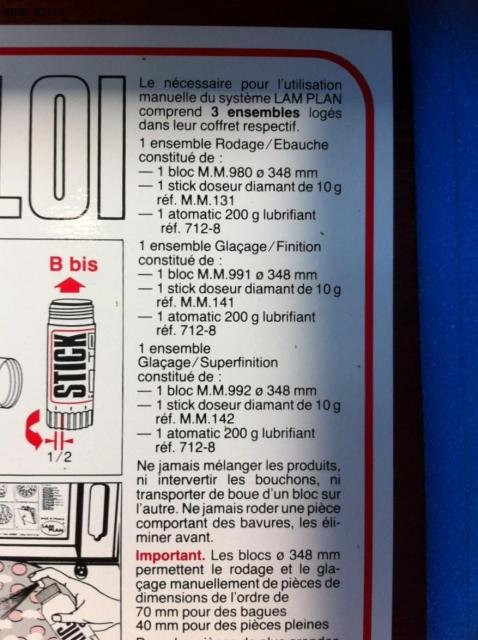 LOI
Le nécessaire pour l'utilisation
manuelle du système LAM PLAN
comprend 3 ensembles logés
dans leur coffret respectif.
1 ensemble Rodage/Ebauche
constitué de :
— 1 bloc M.M.980 ø 348 mm
— 1 stick doseur diamant de 10 g
réf. M.M.131
— 1 atomatic 200 g lubrifiant
réf. 712-8
1 ensemble Glaçage/Finition
constitué de :
— 1 bloc M.M.991 ø 348 mm
— 1 stick doseur diamant de 10 g
réf. M.M.141
— 1 atomatic 200 g lubrifiant
réf. 712-8
1 ensemble
Glaçage/Superfinition
constitué de :
— 1 bloc M.M.992 ø 348 mm
— 1 stick doseur diamant de 10 g
réf. M.M.142
— 1 atomatic 200 g lubrifiant
réf. 712-8
Ne jamais mélanger les produits,
ni intervertir les bouchons, ni
transporter de boue d'un bloc sur
l'autre. Ne jamais roder une pièce
comportant des bavures, les éli-
miner avant.
Important. Les blocs ø 348 mm
permettent le rodage et le gla-
çage manuellement de pièces de
dimensions de l'ordre de
70 mm pour des bagues
40 mm pour des pièces pleines
B bis
STICK
1/2
LAM
PLAN